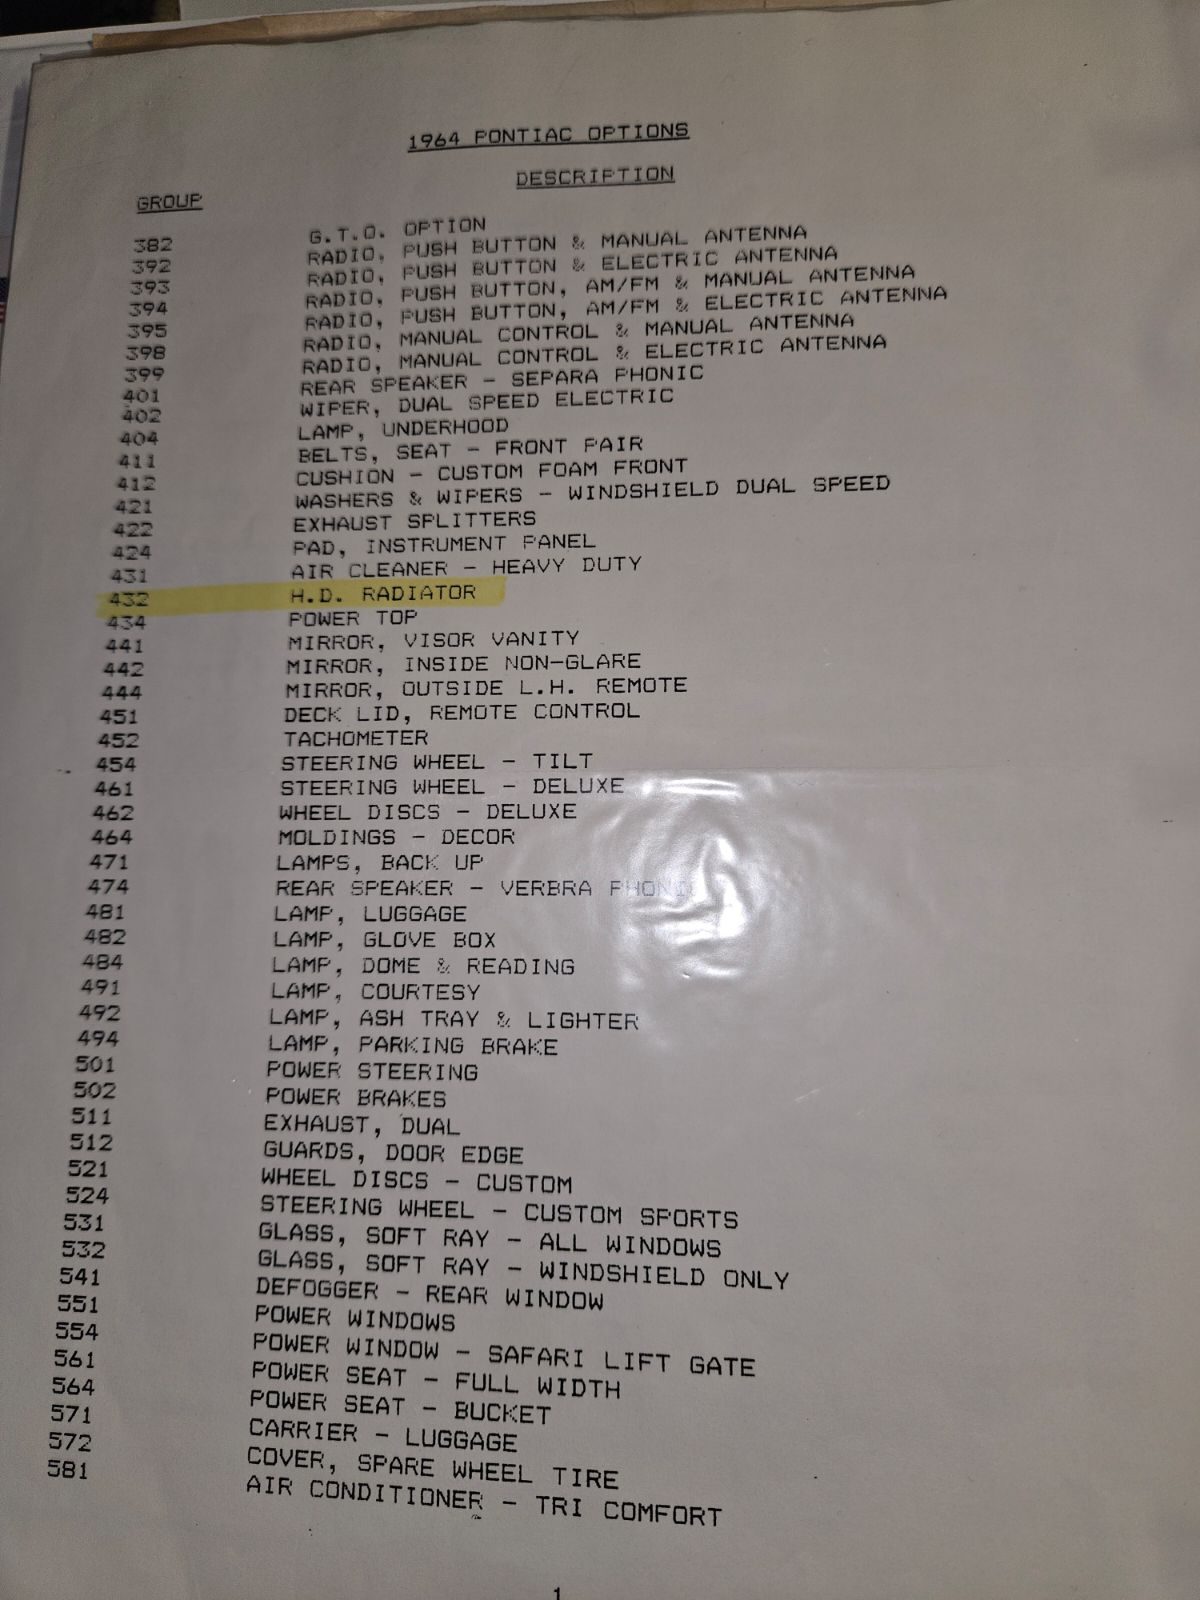 1964 PONTIAC OPTIONS
GROUP DESCRIPTION
382 G.T.O. OPTION
392 RADIO, PUSH BUTTON & MANUAL ANTENNA
393 RADIO, PUSH BUTTON & ELECTRIC ANTENNA
394 RADIO, PUSH BUTTON, AM/FM & MANUAL ANTENNA
395 RADIO, PUSH BUTTON, AM/FM & ELECTRIC ANTENNA
398 RADIO, MANUAL CONTROL & MANUAL ANTENNA
399 RADIO, MANUAL CONTROL & ELECTRIC ANTENNA
401 REAR SPEAKER - SEPARA PHONIC
402 WIPER, DUAL SPEED ELECTRIC
404 LAMP, UNDERHOOD
411 BELTS, SEAT - FRONT PAIR
412 CUSHION - CUSTOM FOAM FRONT
421 WASHERS & WIPERS - WINDSHIELD DUAL SPEED
422 EXHAUST SPLITTERS
424 PAD, INSTRUMENT PANEL
431 AIR CLEANER - HEAVY DUTY
432 H.D. RADIATOR
434 POWER TOP
441 MIRROR, VISOR VANITY
442 MIRROR, INSIDE NON-GLARE
444 MIRROR, OUTSIDE L.H. REMOTE
451 DECK LID, REMOTE CONTROL
452 TACHOMETER
454 STEERING WHEEL - TILT
461 STEERING WHEEL - DELUXE
462 WHEEL DISCS - DELUXE
464 MOLDINGS - DECOR
471 LAMPS, BACK UP
474 REAR SPEAKER - VERBRA PHONIC
481 LAMP, LUGGAGE
482 LAMP, GLOVE BOX
484 LAMP, DOME & READING
491 LAMP, COURTESY
492 LAMP, ASH TRAY & LIGHTER
494 LAMP, PARKING BRAKE
501 POWER STEERING
502 POWER BRAKES
511 EXHAUST, DUAL
512 GUARDS, DOOR EDGE
521 WHEEL DISCS - CUSTOM
524 STEERING WHEEL - CUSTOM SPORTS
531 GLASS, SOFT RAY - ALL WINDOWS
532 GLASS, SOFT RAY - WINDSHIELD ONLY
541 DEFOGGER - REAR WINDOW
551 POWER WINDOWS
554 POWER WINDOW - SAFARI LIFT GATE
561 POWER SEAT - FULL WIDTH
564 POWER SEAT - BUCKET
571 CARRIER - LUGGAGE
572 COVER, SPARE WHEEL TIRE
581 AIR CONDITIONER - TRI COMFORT
1